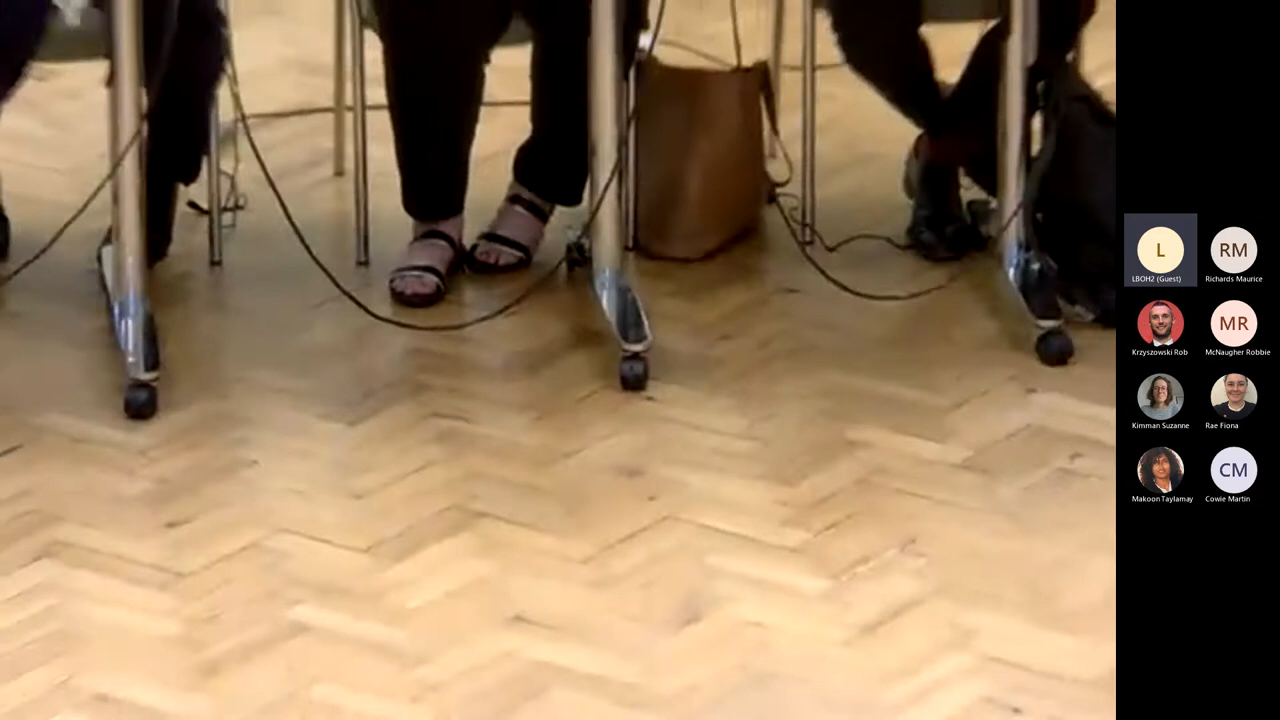 L
RM
LBOH2 (Guest)
Richards Maurice
MR
Krzyszowski Rob
McNaugher Robbie
Kimman Suzanne
Rae Fiona
CM
Makoon Taylamay
Cowie Martin